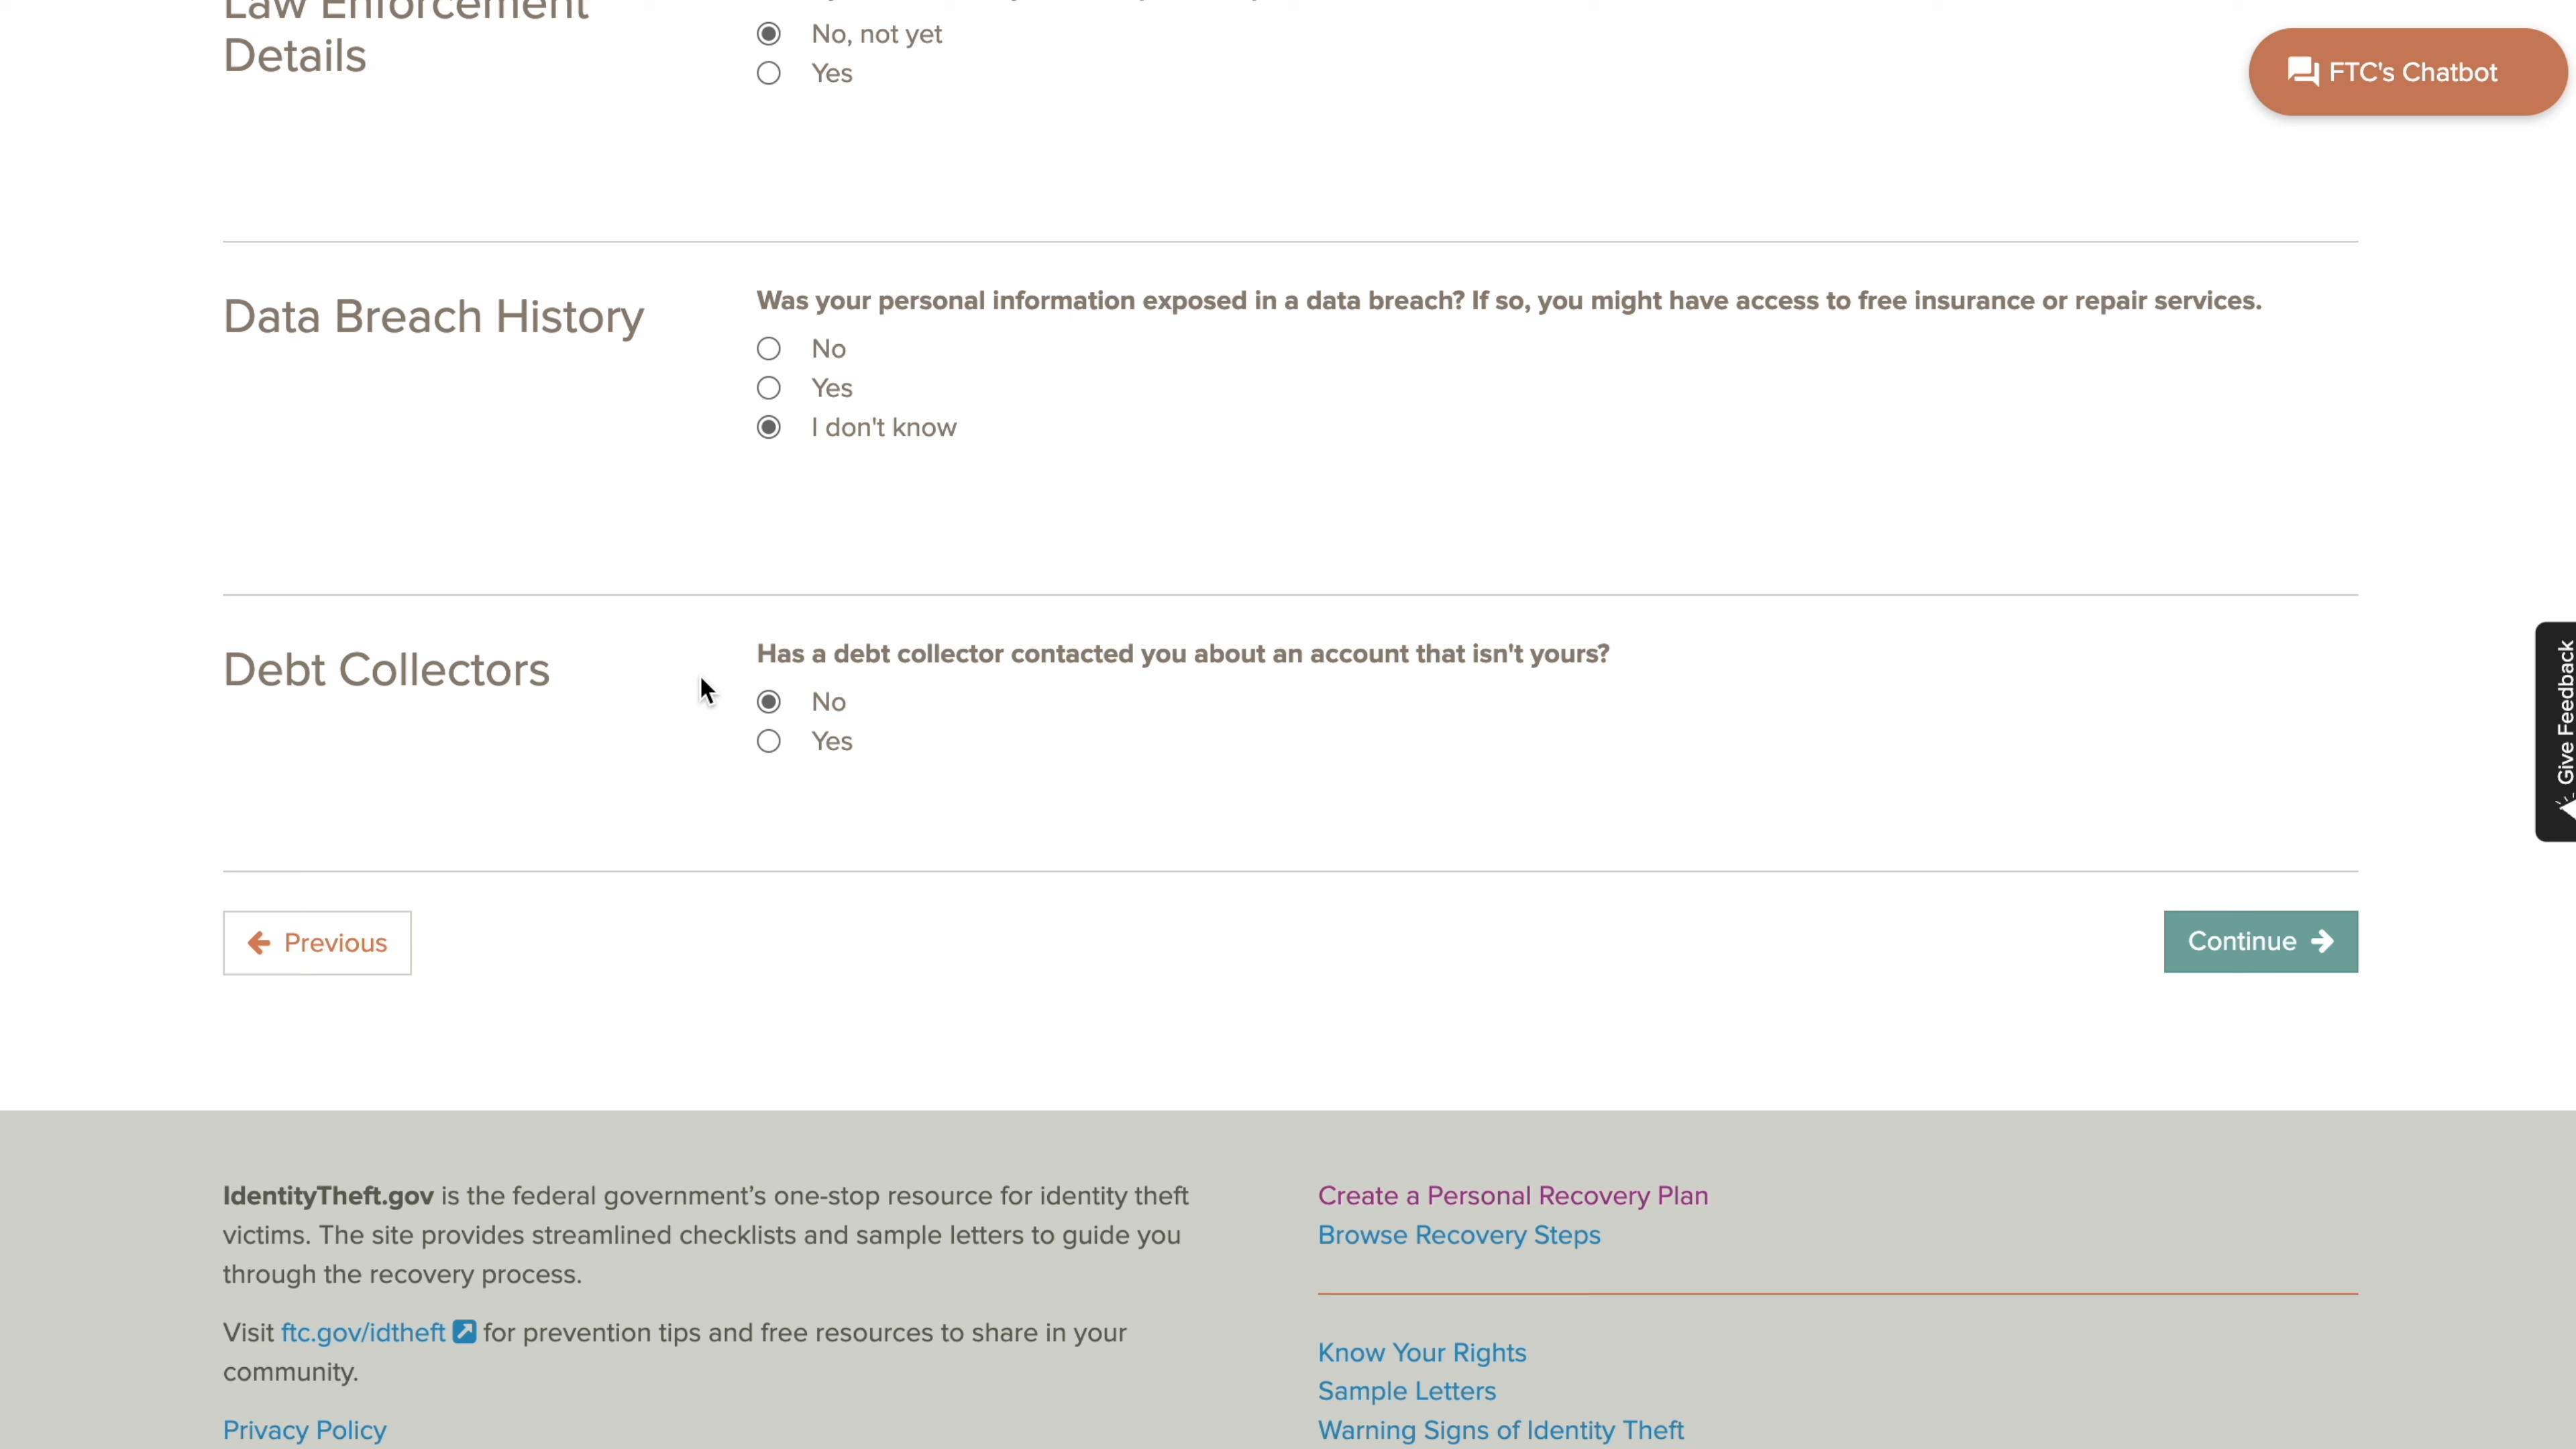 Law Enforcement
Details
No, not yet
Yes
FTC's Chatbot
Data Breach History
Was your personal information exposed in a data breach? If so, you might have access to free insurance or repair services.
No
Yes
I don't know
Debt Collectors
Has a debt collector contacted you about an account that isn't yours?
No
Yes
Give Feedback
Previous
Continue
IdentityTheft.gov is the federal government’s one-stop resource for identity theft
victims. The site provides streamlined checklists and sample letters to guide you
through the recovery process.
Visit ftc.gov/idtheft for prevention tips and free resources to share in your
community.
Privacy Policy
Create a Personal Recovery Plan
Browse Recovery Steps
Know Your Rights
Sample Letters
Warning Signs of Identity Theft